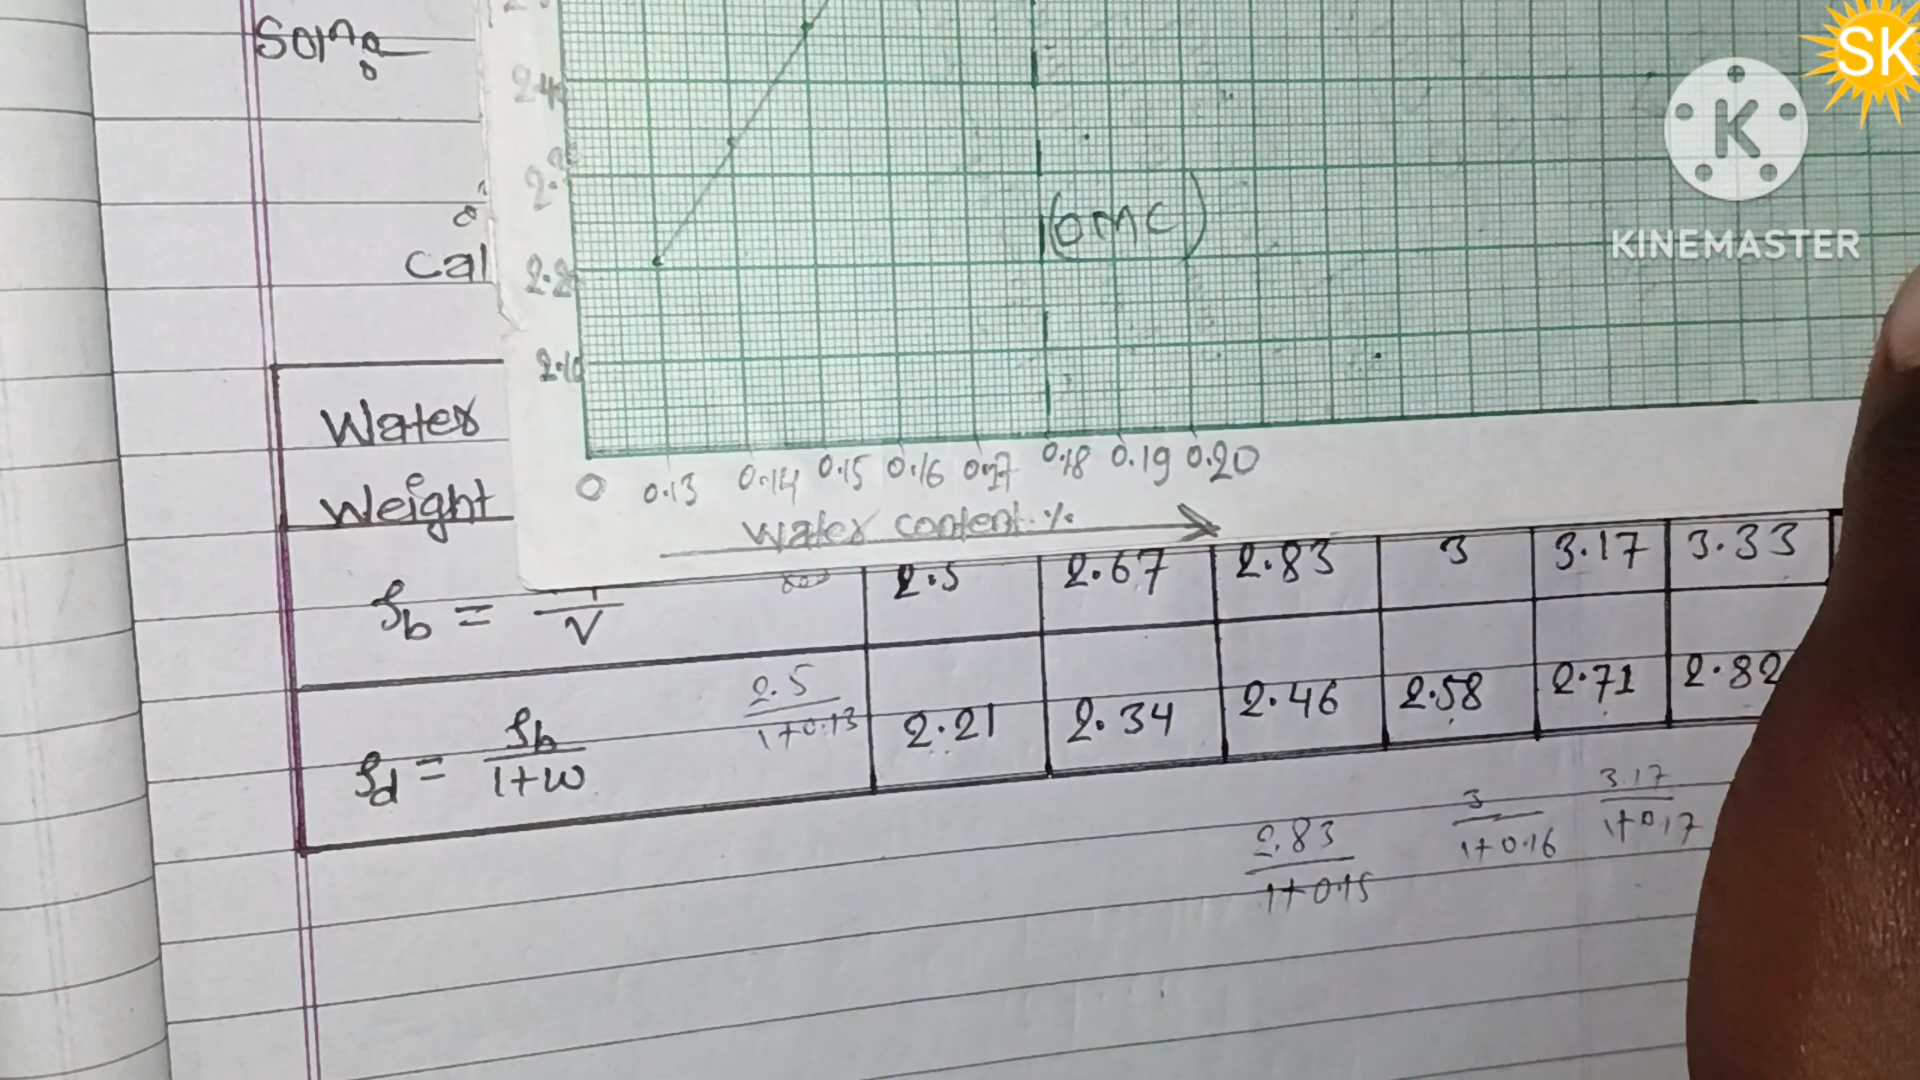 Soln:
SK
K
KINEMASTER
2.4
(omc)
Cal
2.2
2.10
Water
0 0.13 0.14 0.15 0.16 0.17 0.18 0.19 0.20
Weight
Water content %
ρb = V 2.5 2.67 2.83 3 3.17 3.33
ρd = ρb/1+w 2.5/1+0.13 2.21 2.34 2.46 2.58 2.71 2.82
2.83/1+0.15 3/1+0.16 3.17/1+0.17